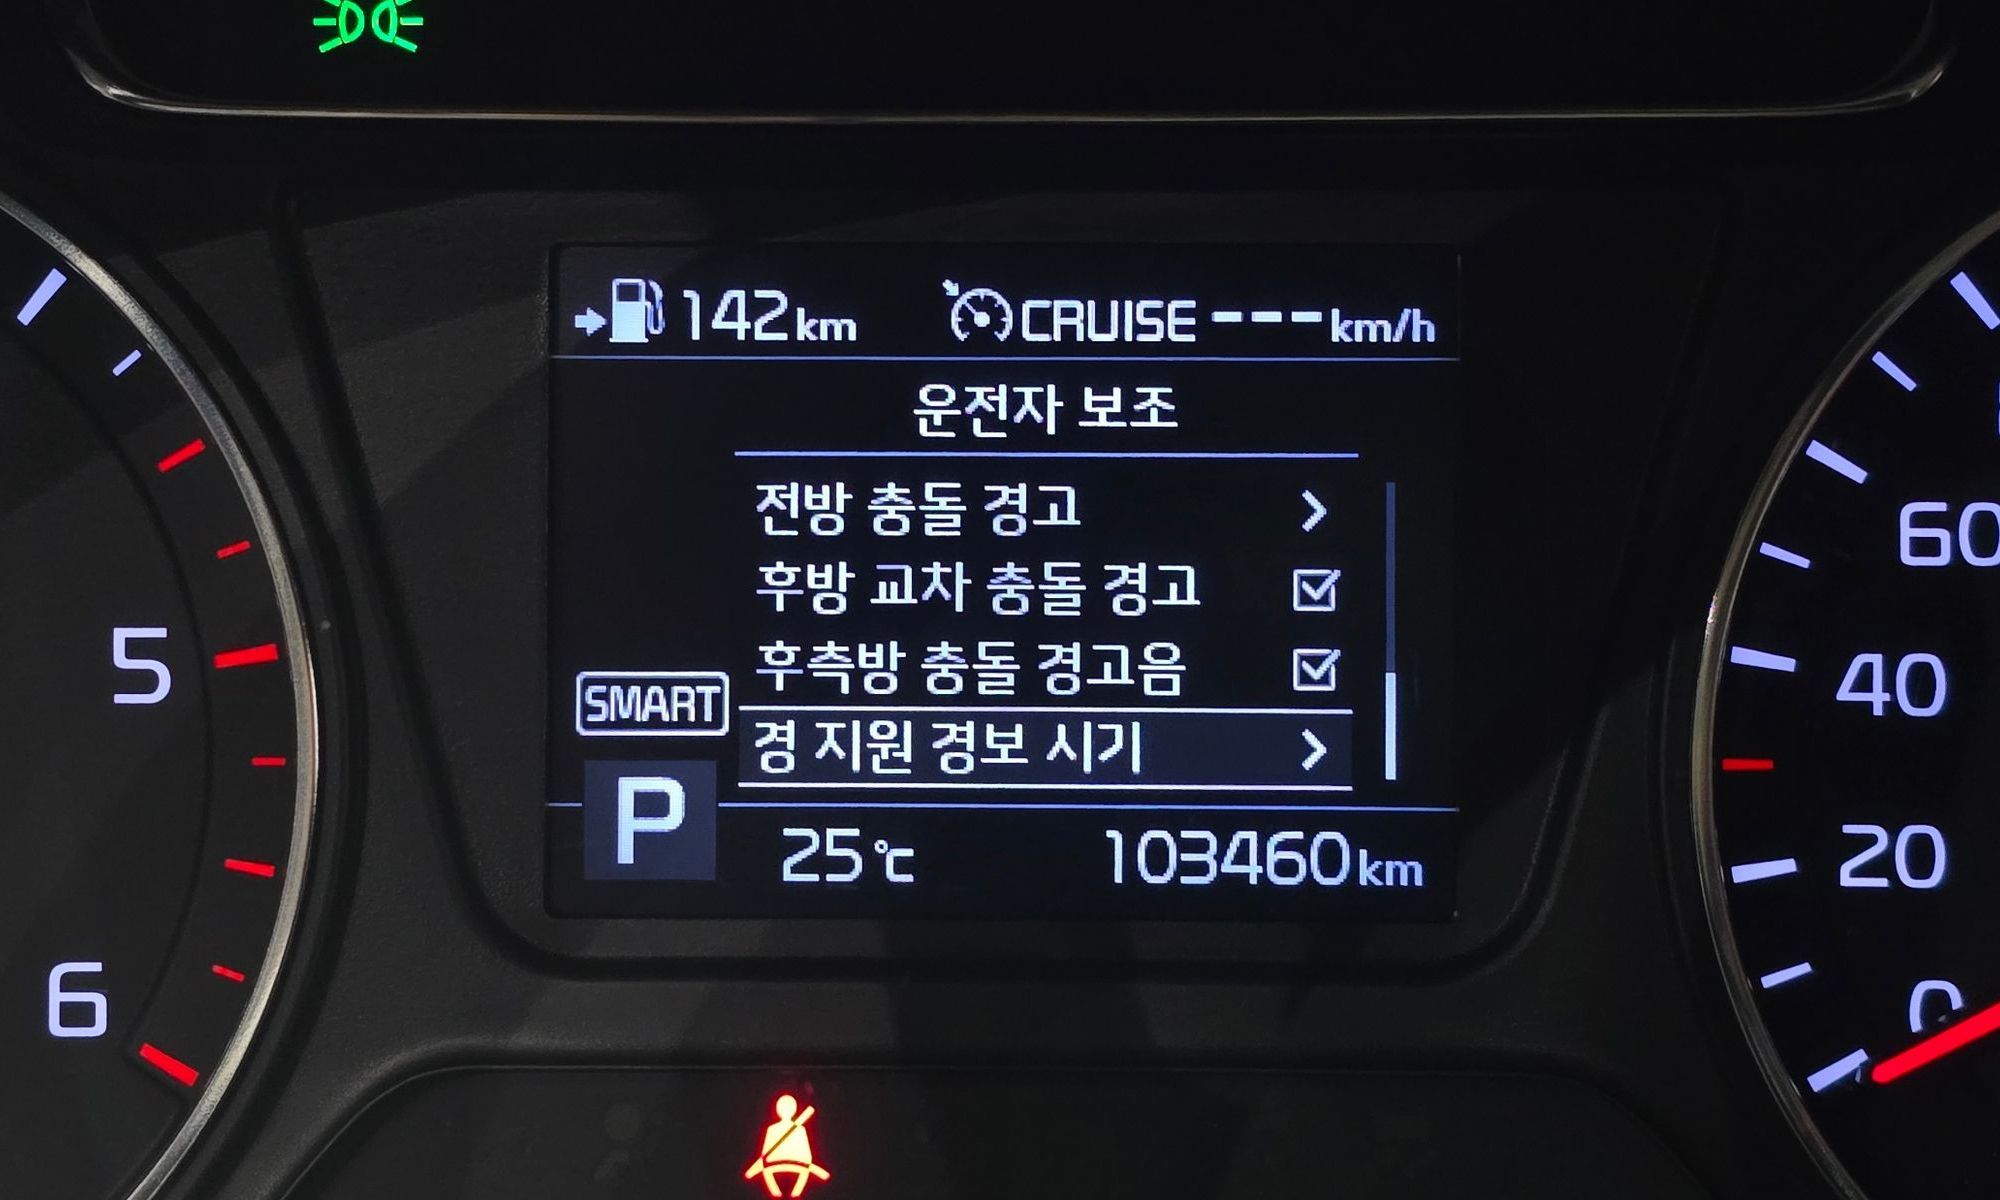 142km CRUISE ---km/h
운전자 보조
전방 충돌 경고
후방 교차 충돌 경고
후측방 충돌 경고음
SMART
경 지원 경보 시기
P
25℃ 103460km
5
6
60
40
20
0